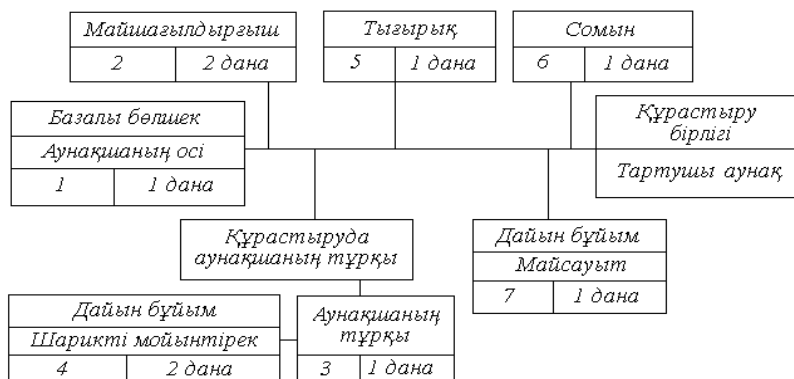 Майшағылдырғыш
2 2 дана
Тығырық
5 1 дана
Сомын
6 1 дана
Базалы бөлшек
Аунақшаның осі
1 1 дана
Құрастыру
бірлігі
Тартушы аунақ
Құрастыруда
аунақшаның тұрқы
Дайын бұйым
Майсауыт
7 1 дана
Дайын бұйым
Шарикті мойынтірек
4 2 дана
Аунақшаның
тұрқы
3 1 дана